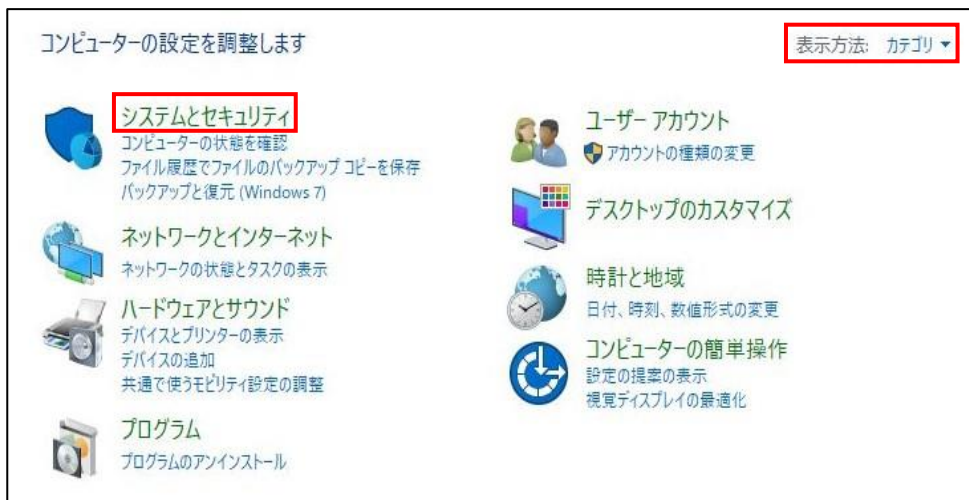 コンピューターの設定を調整します
表示方法: カテゴリ
システムとセキュリティ
コンピューターの状態を確認
ファイル履歴でファイルのバックアップ コピーを保存
バックアップと復元 (Windows 7)
ネットワークとインターネット
ネットワークの状態とタスクの表示
ハードウェアとサウンド
デバイスとプリンターの表示
デバイスの追加
共通で使うモビリティ設定の調整
プログラム
プログラムのアンインストール
ユーザー アカウント
アカウントの種類の変更
デスクトップのカスタマイズ
時計と地域
日付、時刻、数値形式の変更
コンピューターの簡単操作
設定の提案の表示
視覚ディスプレイの最適化